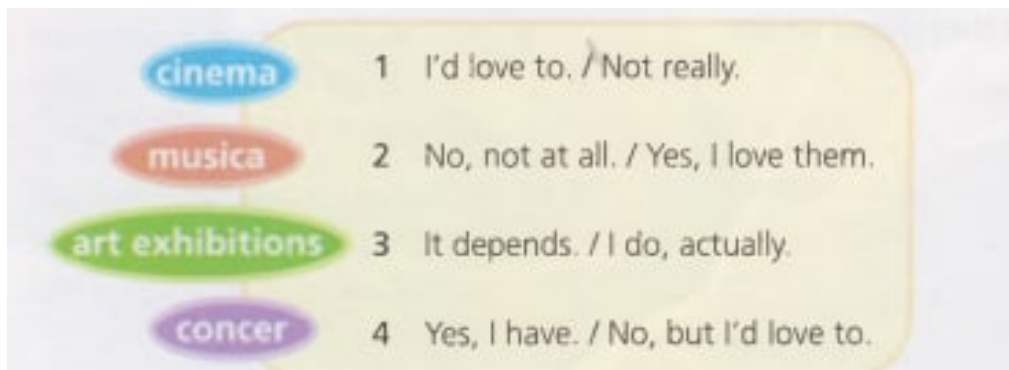 cinema 1 I'd love to. / Not really.
musica 2 No, not at all. / Yes, I love them.
art exhibitions 3 It depends. / I do, actually.
concer 4 Yes, I have. / No, but I'd love to.